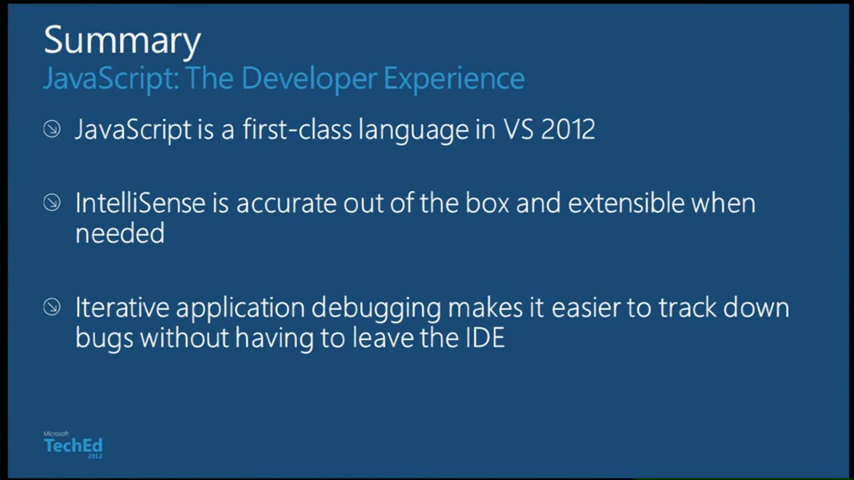 Summary
JavaScript: The Developer Experience
JavaScript is a first-class language in VS 2012
IntelliSense is accurate out of the box and extensible when
needed
Iterative application debugging makes it easier to track down
bugs without having to leave the IDE
Microsoft
TechEd
2012